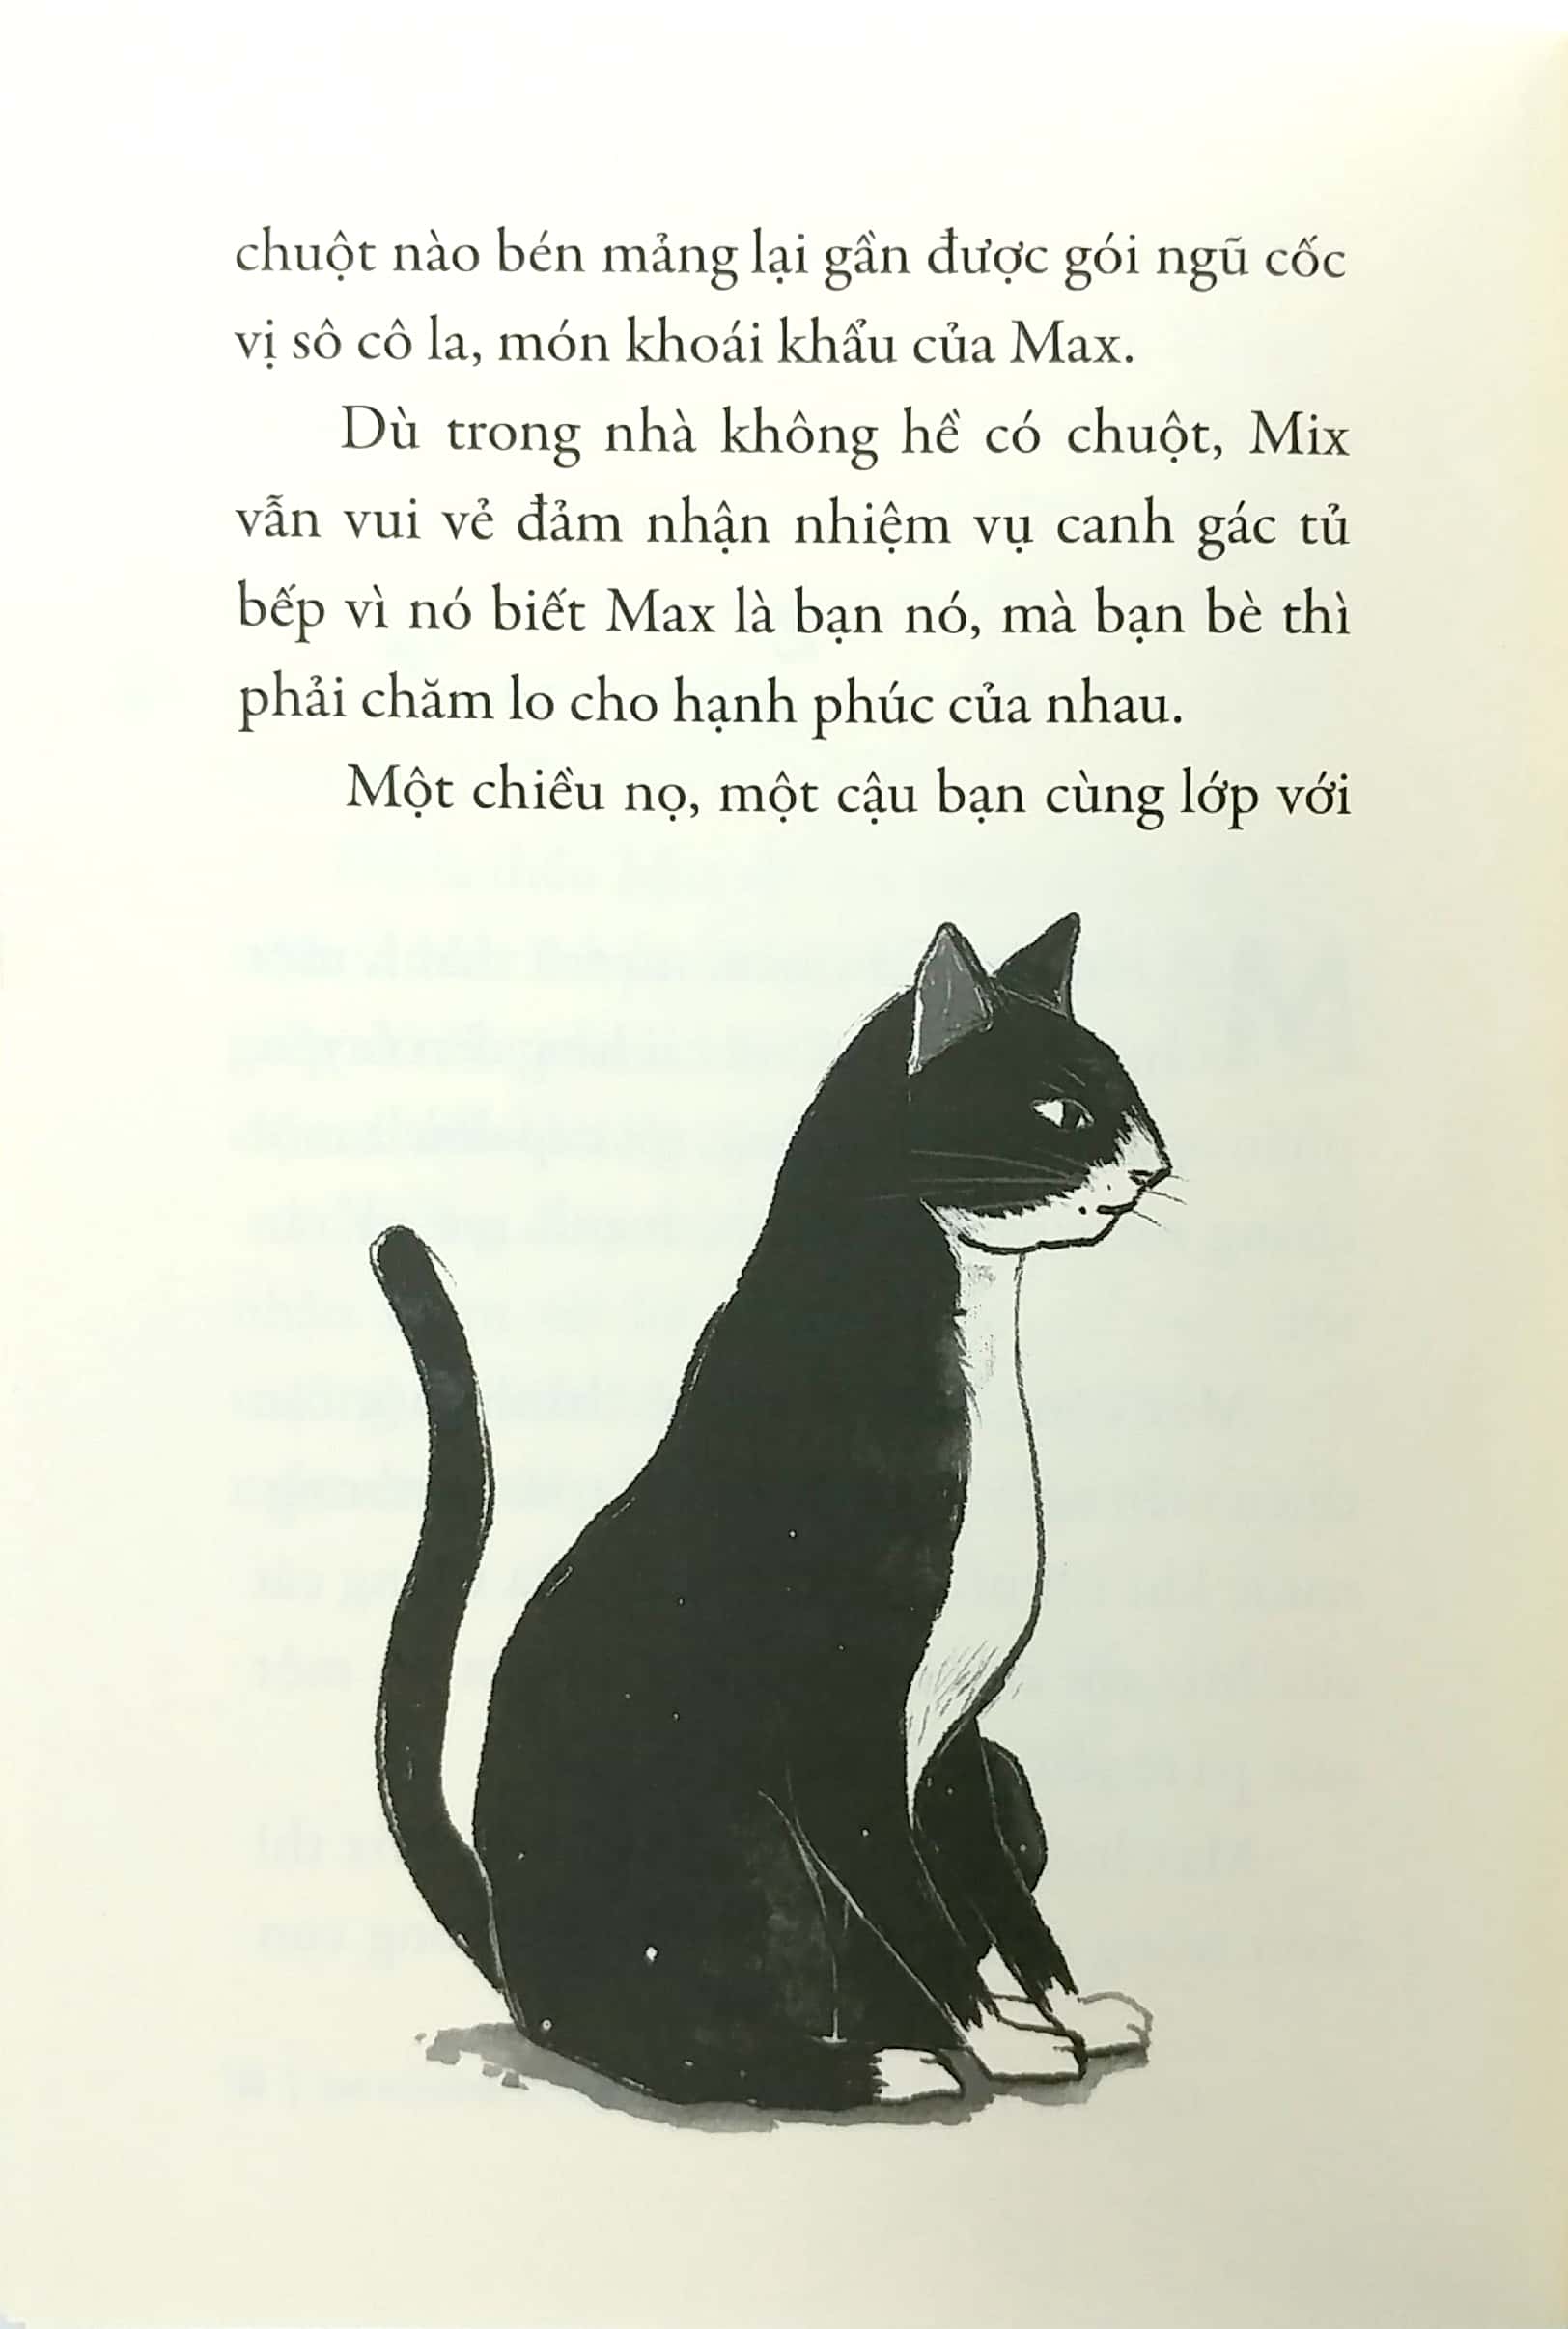 chuột nào bén mảng lại gần được gói ngũ cốc
vị sô cô la, món khoái khẩu của Max.
Dù trong nhà không hề có chuột, Mix
vẫn vui vẻ đảm nhận nhiệm vụ canh gác tủ
bếp vì nó biết Max là bạn nó, mà bạn bè thì
phải chăm lo cho hạnh phúc của nhau.
Một chiều nọ, một cậu bạn cùng lớp với